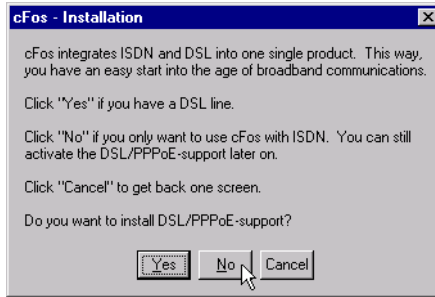 cFos - Installation
cFos integrates ISDN and DSL into one single product. This way,
you have an easy start into the age of broadband communications.
Click "Yes" if you have a DSL line.
Click "No" if you only want to use cFos with ISDN. You can still
activate the DSL/PPPoE-support later on.
Click "Cancel" to get back one screen.
Do you want to install DSL/PPPoE-support?
Yes No Cancel